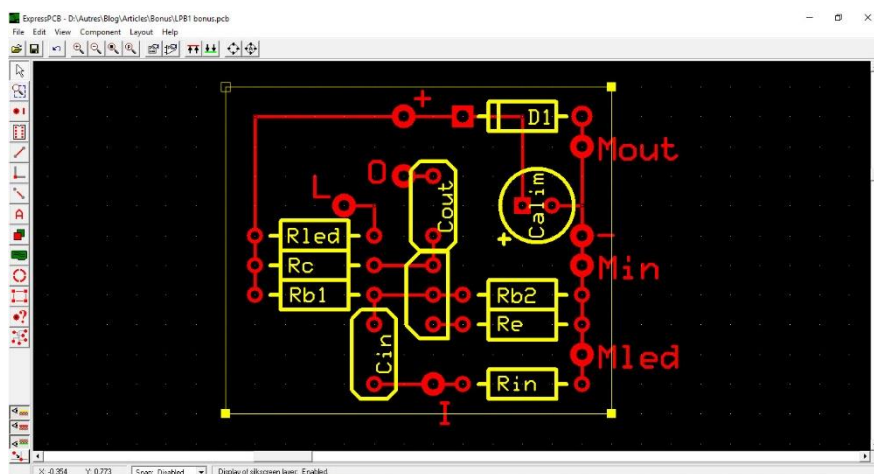 ExpressPCB - D:\Autres\Blog\Articles\Bonus\LPB1 bonus.pcb
File Edit View Component Layout Help
+
D1
Mout
O
L
Cout
Calim
+
-
Rled
Rc
Min
Rb1
Rb2
Re
Cin
Mled
Rin
I
X: -0.354 Y: 0.773 Snap: Disabled Display of silkscreen layer: Enabled